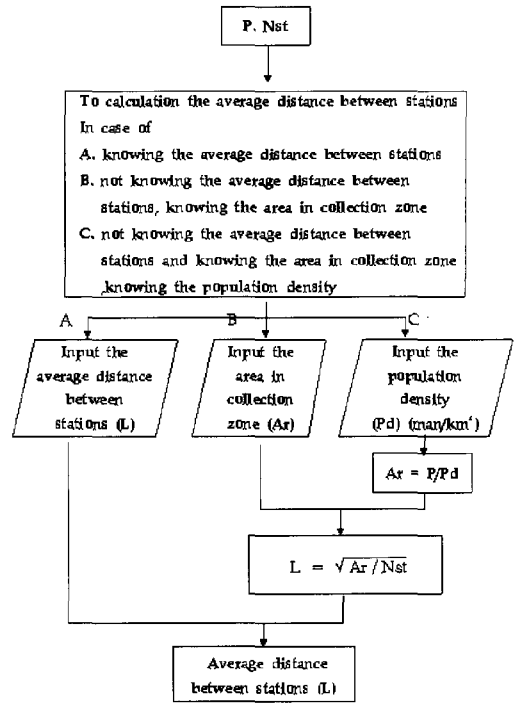 P. Nst
To calculation the average distance between stations
In case of
A. knowing the average distance between stations
B. not knowing the average distance between
stations, knowing the area in collection zone
C. not knowing the average distance between
stations and knowing the area in collection zone
,knowing the population density
A
B
C
Input the
average distance
between
stations (L)
Input the
area in
collection
zone (Ar)
Input the
population
density
(Pd) (man/km²)
Ar = P/Pd
L = √Ar / Nst
Average distance
between stations (L)